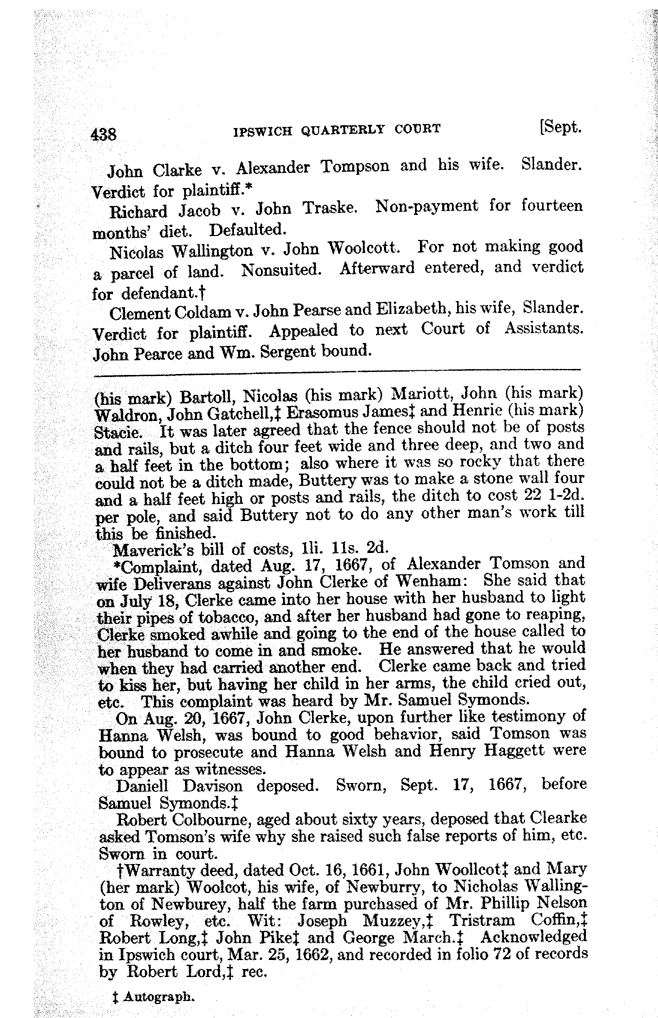 438 IPSWICH QUARTERLY COURT [Sept.
John Clarke v. Alexander Tompson and his wife. Slander.
Verdict for plaintiff.*
Richard Jacob v. John Traske. Non-payment for fourteen
months' diet. Defaulted.
Nicolas Wallington v. John Woolcott. For not making good
a parcel of land. Nonsuited. Afterward entered, and verdict
for defendant.†
Clement Coldam v. John Pearse and Elizabeth, his wife, Slander.
Verdict for plaintiff. Appealed to next Court of Assistants.
John Pearce and Wm. Sergent bound.
(his mark) Bartoll, Nicolas (his mark) Mariott, John (his mark)
Waldron, John Gatchell,‡ Erasomus James‡ and Henrie (his mark)
Stacie. It was later agreed that the fence should not be of posts
and rails, but a ditch four feet wide and three deep, and two and
a half feet in the bottom; also where it was so rocky that there
could not be a ditch made, Buttery was to make a stone wall four
and a half feet high or posts and rails, the ditch to cost 22 1-2d.
per pole, and said Buttery not to do any other man's work till
this be finished.
Maverick's bill of costs, 1li. 11s. 2d.
*Complaint, dated Aug. 17, 1667, of Alexander Tomson and
wife Deliverans against John Clerke of Wenham: She said that
on July 18, Clerke came into her house with her husband to light
their pipes of tobacco, and after her husband had gone to reaping,
Clerke smoked awhile and going to the end of the house called to
her husband to come in and smoke. He answered that he would
when they had carried another end. Clerke came back and tried
to kiss her, but having her child in her arms, the child cried out,
etc. This complaint was heard by Mr. Samuel Symonds.
On Aug. 20, 1667, John Clerke, upon further like testimony of
Hanna Welsh, was bound to good behavior, said Tomson was
bound to prosecute and Hanna Welsh and Henry Haggett were
to appear as witnesses.
Daniell Davison deposed. Sworn, Sept. 17, 1667, before
Samuel Symonds.‡
Robert Colbourne, aged about sixty years, deposed that Clearke
asked Tomson's wife why she raised such false reports of him, etc.
Sworn in court.
†Warranty deed, dated Oct. 16, 1661, John Woollcot‡ and Mary
(her mark) Woolcot, his wife, of Newburry, to Nicholas Walling-
ton of Newburey, half the farm purchased of Mr. Phillip Nelson
of Rowley, etc. Wit: Joseph Muzzey,‡ Tristram Coffin,‡
Robert Long,‡ John Pike‡ and George March.‡ Acknowledged
in Ipswich court, Mar. 25, 1662, and recorded in folio 72 of records
by Robert Lord,‡ rec.
‡ Autograph.